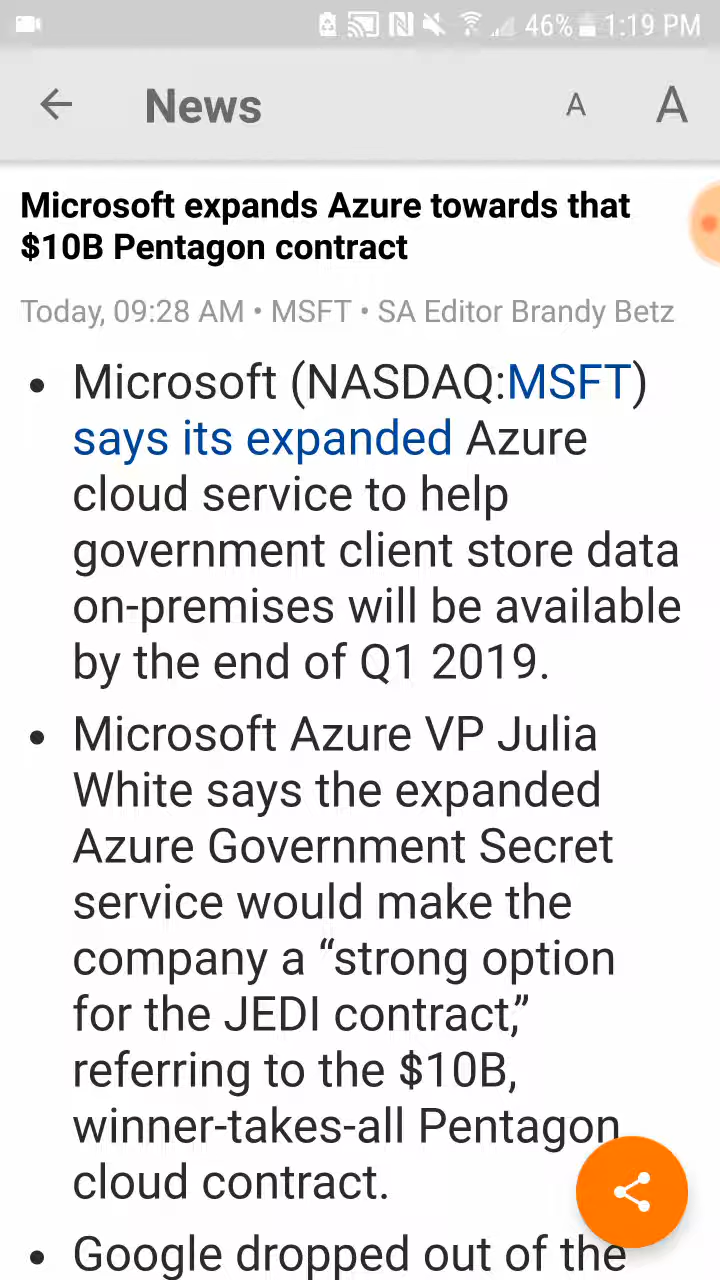 46% 1:19 PM
News A A
Microsoft expands Azure towards that
$10B Pentagon contract
Today, 09:28 AM • MSFT • SA Editor Brandy Betz
• Microsoft (NASDAQ:MSFT)
says its expanded Azure
cloud service to help
government client store data
on-premises will be available
by the end of Q1 2019.
• Microsoft Azure VP Julia
White says the expanded
Azure Government Secret
service would make the
company a “strong option
for the JEDI contract,”
referring to the $10B,
winner-takes-all Pentagon
cloud contract.
• Google dropped out of the